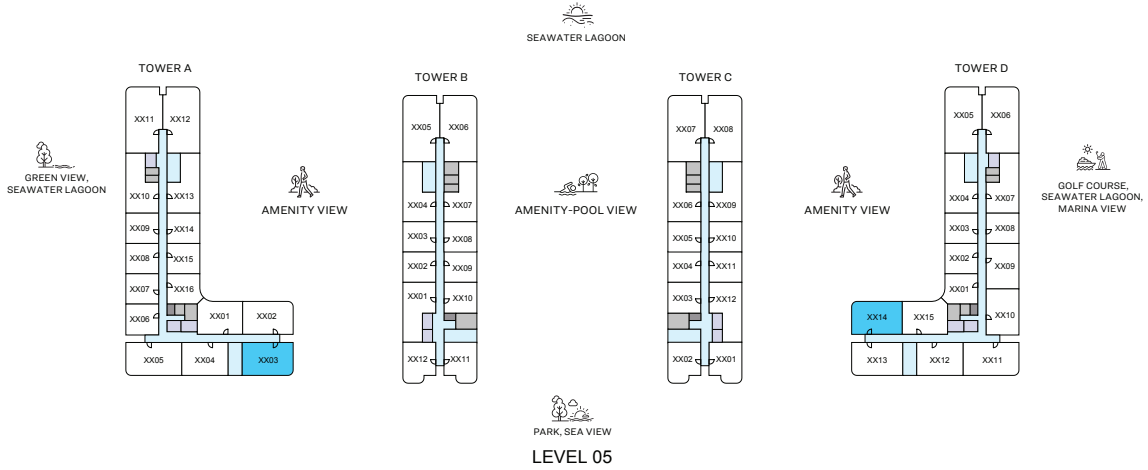 SEAWATER LAGOON
TOWER A
TOWER B
TOWER C
TOWER D
XX11
XX12
XX05
XX06
XX07
XX08
XX05
XX06
GREEN VIEW,
SEAWATER LAGOON
AMENITY VIEW
AMENITY-POOL VIEW
AMENITY VIEW
GOLF COURSE,
SEAWATER LAGOON,
MARINA VIEW
XX10
XX13
XX04
XX07
XX06
XX09
XX04
XX07
XX09
XX14
XX03
XX08
XX05
XX10
XX03
XX08
XX08
XX15
XX02
XX09
XX04
XX11
XX02
XX09
XX07
XX16
XX01
XX10
XX03
XX12
XX01
XX06
XX01
XX02
XX14
XX15
XX10
XX05
XX04
XX03
XX12
XX11
XX02
XX01
XX13
XX12
XX11
PARK, SEA VIEW
LEVEL 05